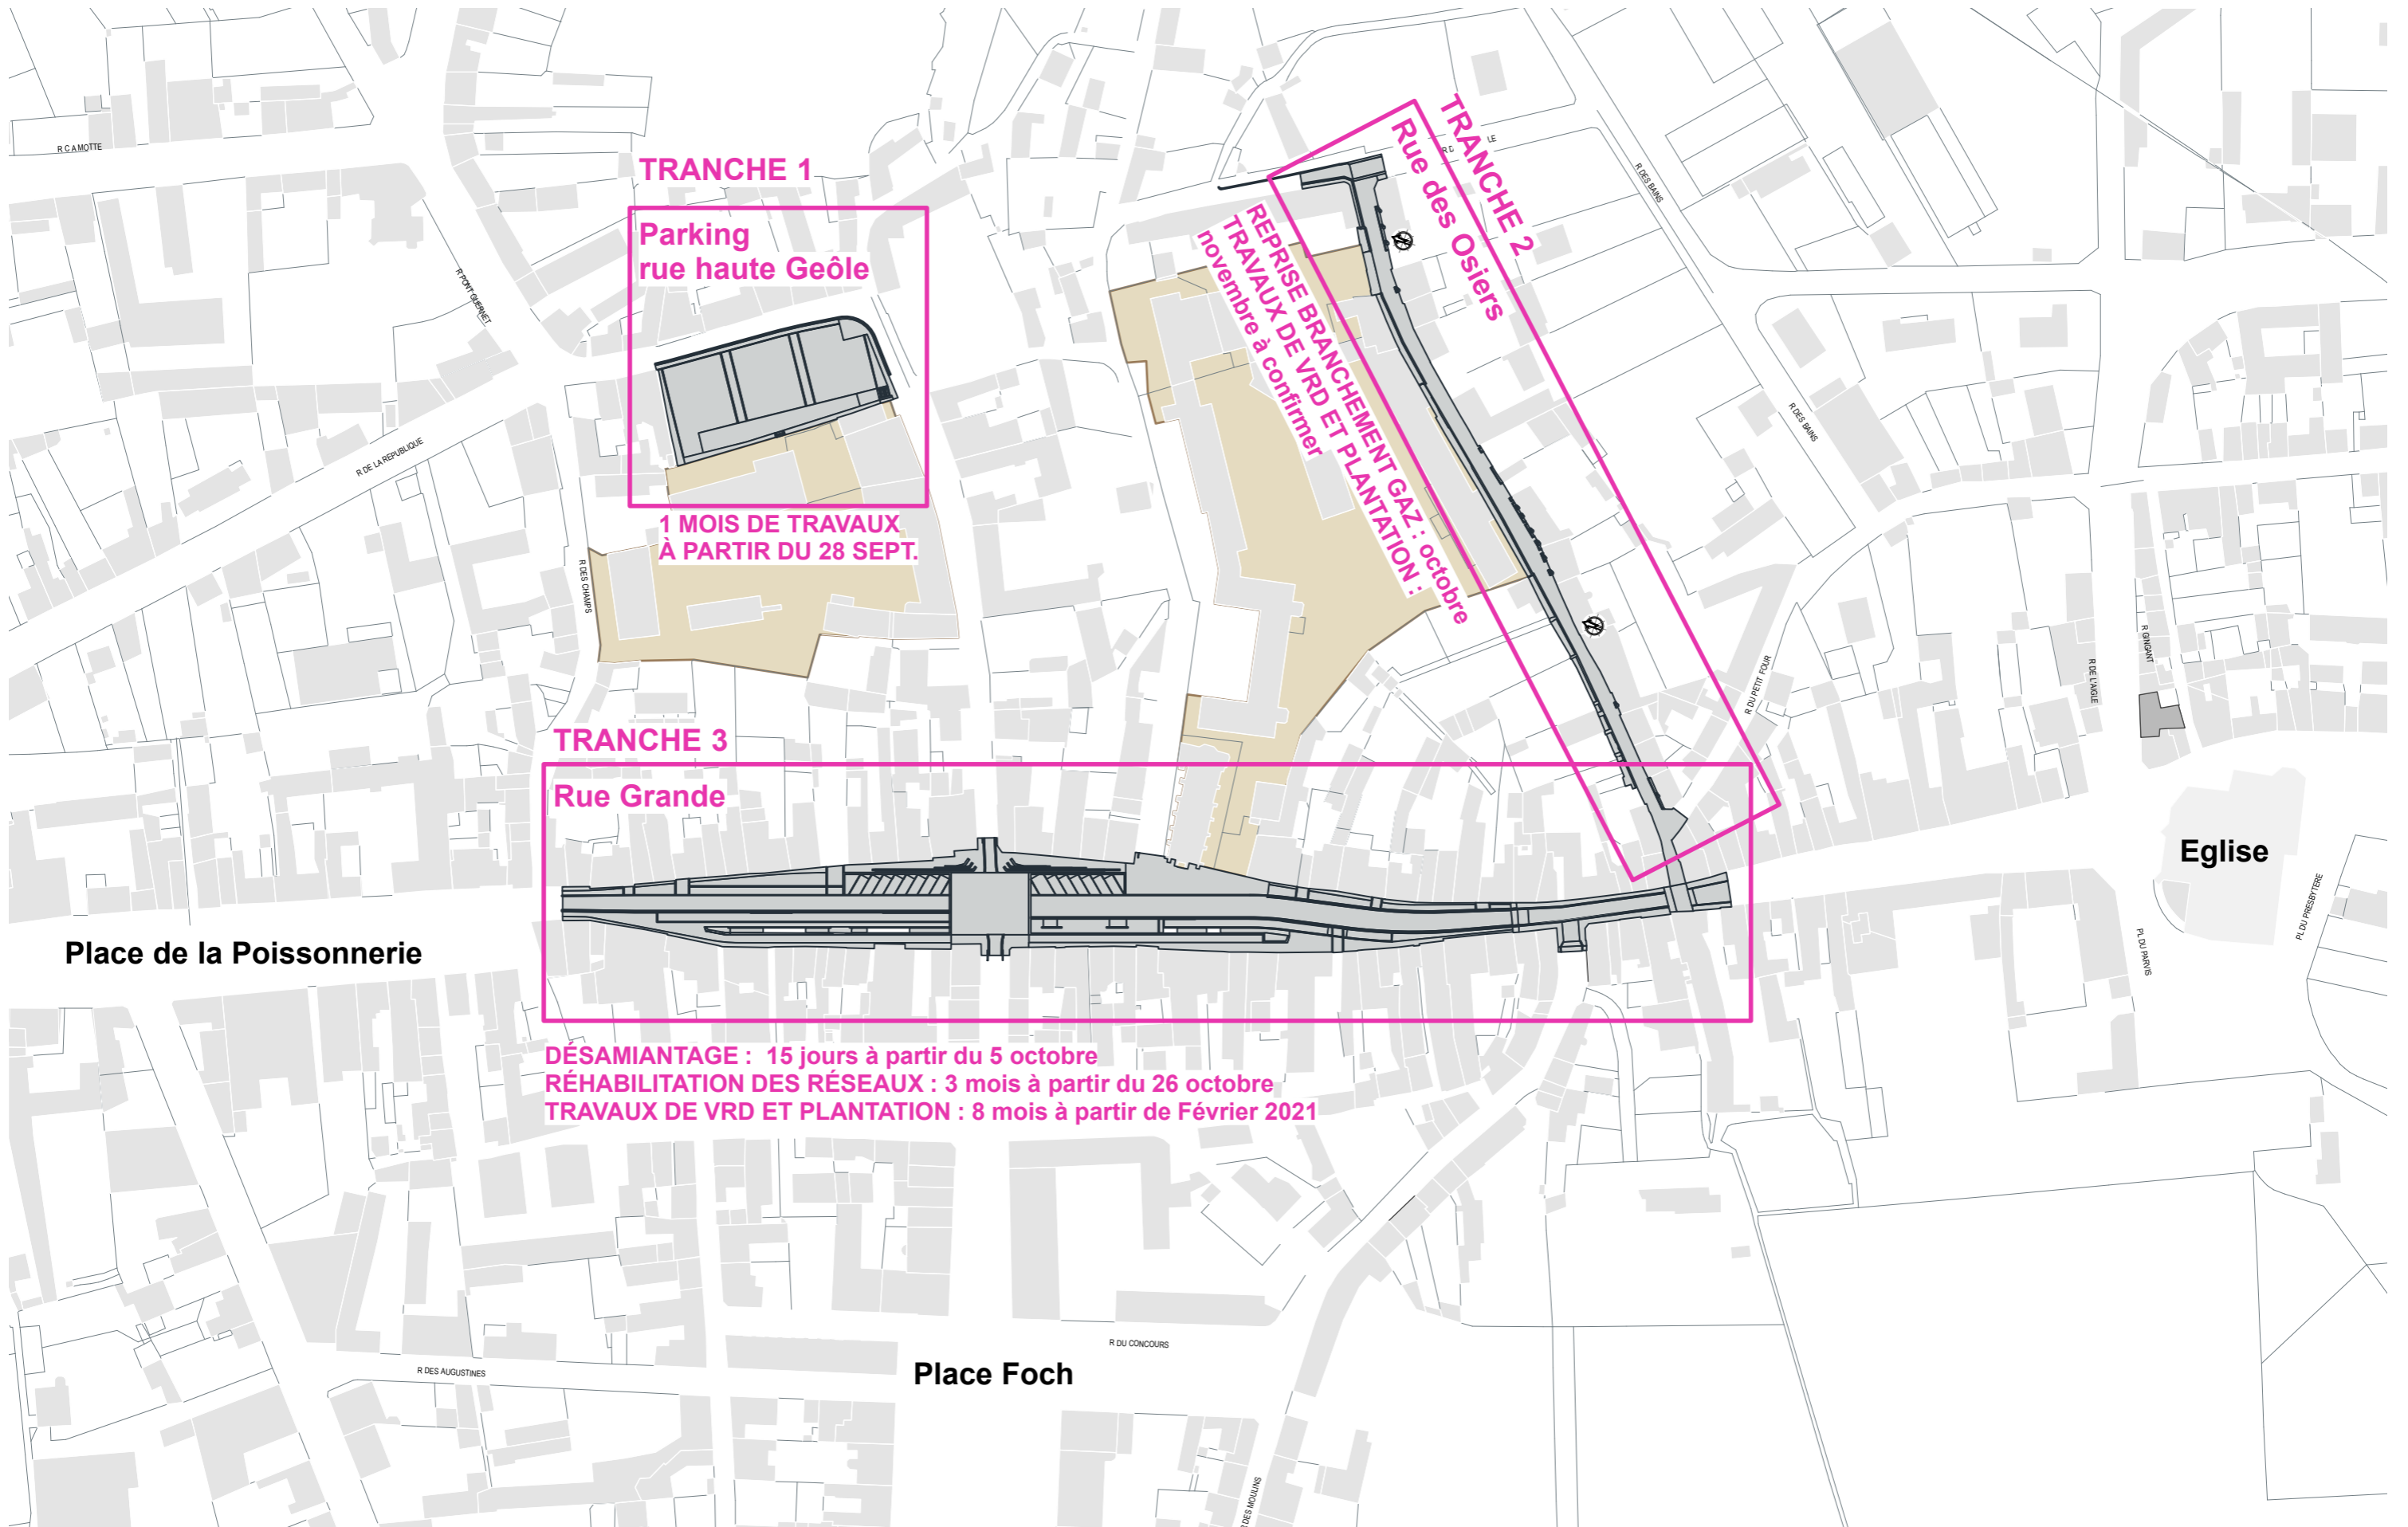 R C A MOTTE
TRANCHE 1
Parking
rue haute Geôle
1 MOIS DE TRAVAUX
À PARTIR DU 28 SEPT.
TRANCHE 2
Rue des Osiers
REPRISE BRANCHEMENT GAZ : octobre
TRAVAUX DE VRD ET PLANTATION :
novembre à confirmer
R DES BAINS
R PONT GUERNET
R DE LA REPUBLIQUE
R DES BAINS
R DES CHAMPS
R DU PETIT FOUR
R GINGANT
R DE L'AIGLE
TRANCHE 3
Rue Grande
Eglise
Place de la Poissonnerie
PL DU PARVIS
PL DU PRESBYTERE
DÉSAMIANTAGE : 15 jours à partir du 5 octobre
RÉHABILITATION DES RÉSEAUX : 3 mois à partir du 26 octobre
TRAVAUX DE VRD ET PLANTATION : 8 mois à partir de Février 2021
R DU CONCOURS
R DES AUGUSTINES
Place Foch
DES MOULINS